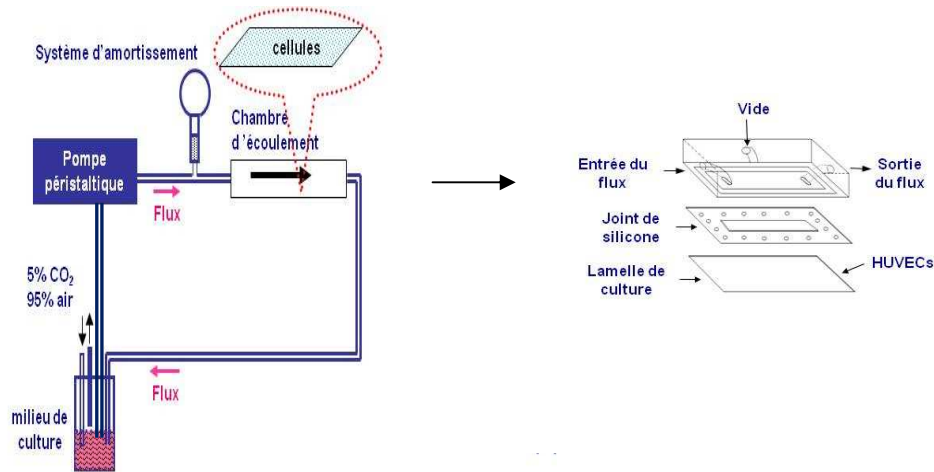 Système d'amortissement
cellules
Chambre
d 'écoulement
Pompe
péristaltique
Flux
5% CO₂
95% air
Flux
milieu de
culture
Vide
Entrée du
flux
Sortie
du flux
Joint de
silicone
Lamelle de
culture
HUVECs